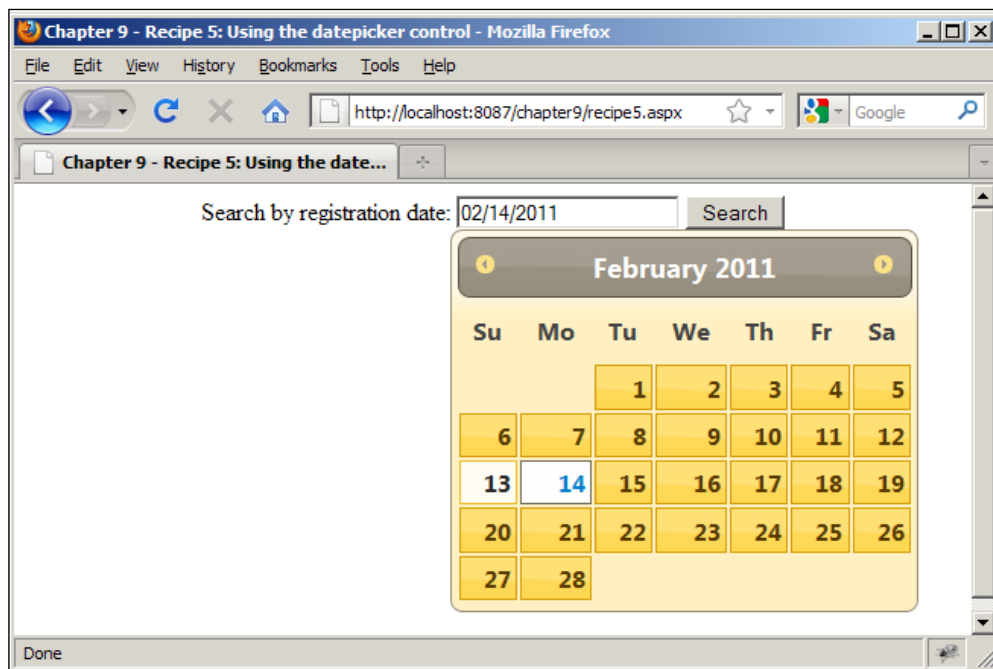 Chapter 9 - Recipe 5: Using the datepicker control - Mozilla Firefox
File Edit View History Bookmarks Tools Help
http://localhost:8087/chapter9/recipe5.aspx Google
Chapter 9 - Recipe 5: Using the date...
Search by registration date: 02/14/2011 Search
February 2011
Su Mo Tu We Th Fr Sa
1 2 3 4 5
6 7 8 9 10 11 12
13 14 15 16 17 18 19
20 21 22 23 24 25 26
27 28
Done